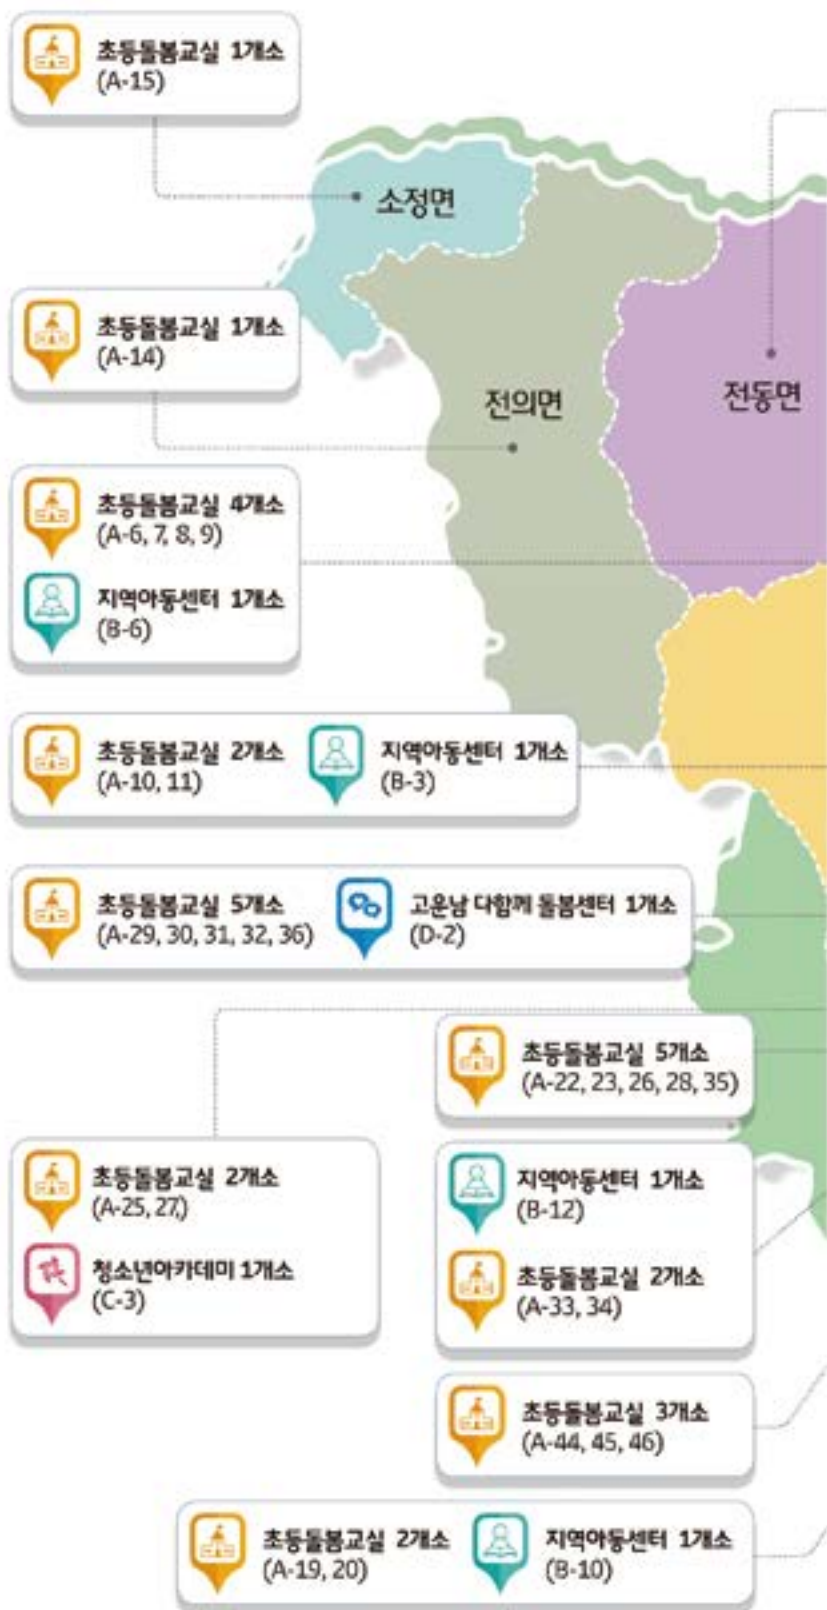 초등돌봄교실 1개소
(A-15)
소정면
초등돌봄교실 1개소
(A-14)
전의면
전동면
초등돌봄교실 4개소
(A-6, 7, 8, 9)
지역아동센터 1개소
(B-6)
초등돌봄교실 2개소
(A-10, 11)
지역아동센터 1개소
(B-3)
초등돌봄교실 5개소
(A-29, 30, 31, 32, 36)
고운남 다함께 돌봄센터 1개소
(D-2)
초등돌봄교실 5개소
(A-22, 23, 26, 28, 35)
초등돌봄교실 2개소
(A-25, 27,)
청소년아카데미 1개소
(C-3)
지역아동센터 1개소
(B-12)
초등돌봄교실 2개소
(A-33, 34)
초등돌봄교실 3개소
(A-44, 45, 46)
초등돌봄교실 2개소
(A-19, 20)
지역아동센터 1개소
(B-10)